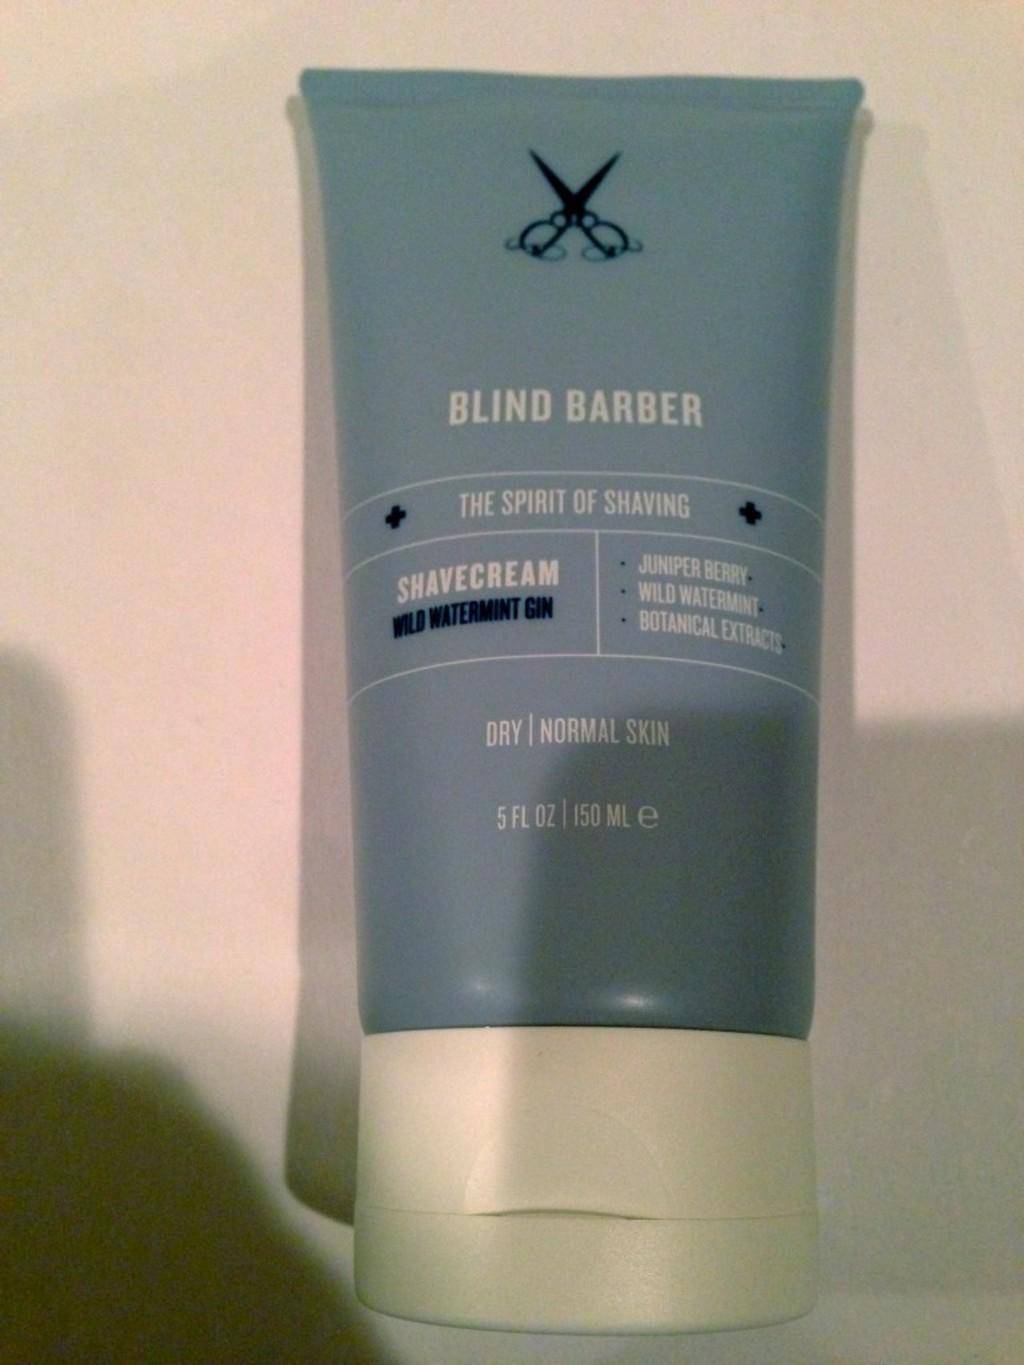 BLIND BARBER
THE SPIRIT OF SHAVING
SHAVECREAM
WILD WATERMINT GIN
· JUNIPER BERRY·
· WILD WATERMINT·
· BOTANICAL EXTRACTS·
DRY | NORMAL SKIN
5 FL OZ | 150 ML ℮